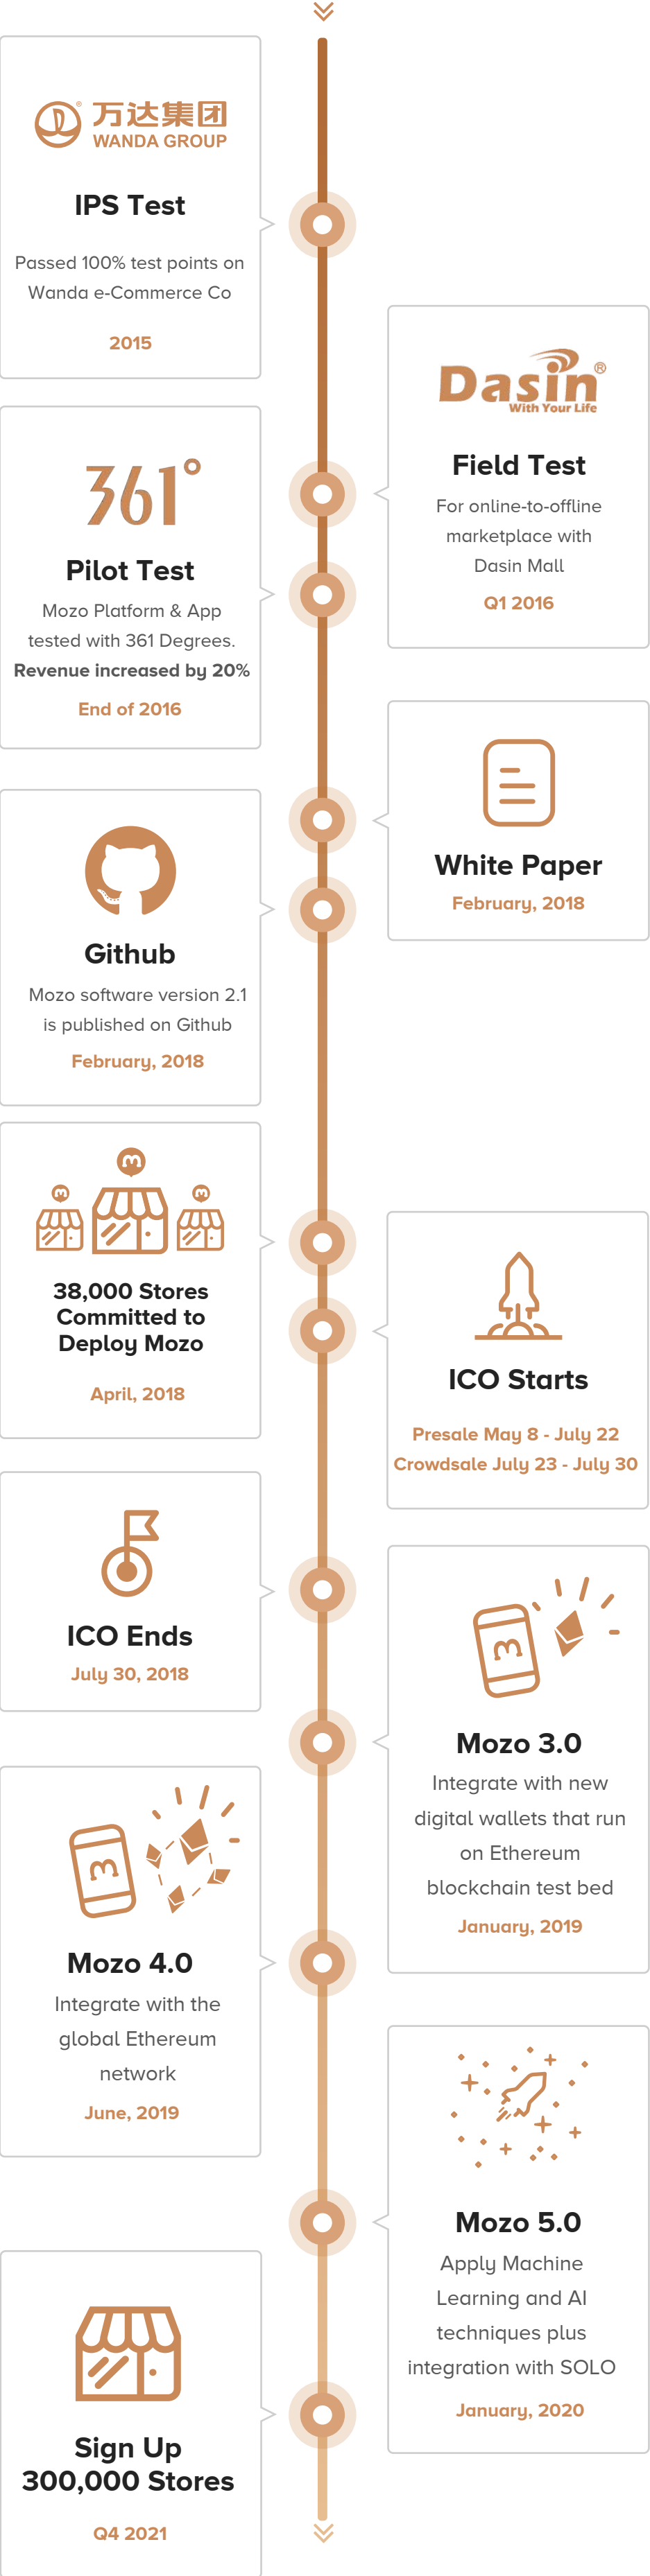 万达集团
WANDA GROUP
IPS Test
Passed 100% test points on
Wanda e-Commerce Co
2015
Dasin®
With Your Life
Field Test
For online-to-offline
marketplace with
Dasin Mall
Q1 2016
361°
Pilot Test
Mozo Platform & App
tested with 361 Degrees.
Revenue increased by 20%
End of 2016
White Paper
February, 2018
Github
Mozo software version 2.1
is published on Github
February, 2018
38,000 Stores
Committed to
Deploy Mozo
April, 2018
ICO Starts
Presale May 8 - July 22
Crowdsale July 23 - July 30
ICO Ends
July 30, 2018
Mozo 3.0
Integrate with new
digital wallets that run
on Ethereum
blockchain test bed
January, 2019
Mozo 4.0
Integrate with the
global Ethereum
network
June, 2019
Mozo 5.0
Apply Machine
Learning and AI
techniques plus
integration with SOLO
January, 2020
Sign Up
300,000 Stores
Q4 2021